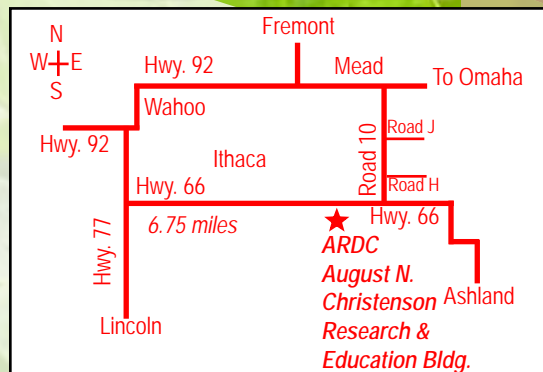 N
W E
S
Fremont
Hwy. 92
Mead
To Omaha
Wahoo
Hwy. 92
Road 10
Road J
Ithaca
Road H
Hwy. 66
Hwy. 66
6.75 miles
Hwy. 77
Lincoln
ARDC
August N.
Christenson
Research &
Education Bldg.
Ashland